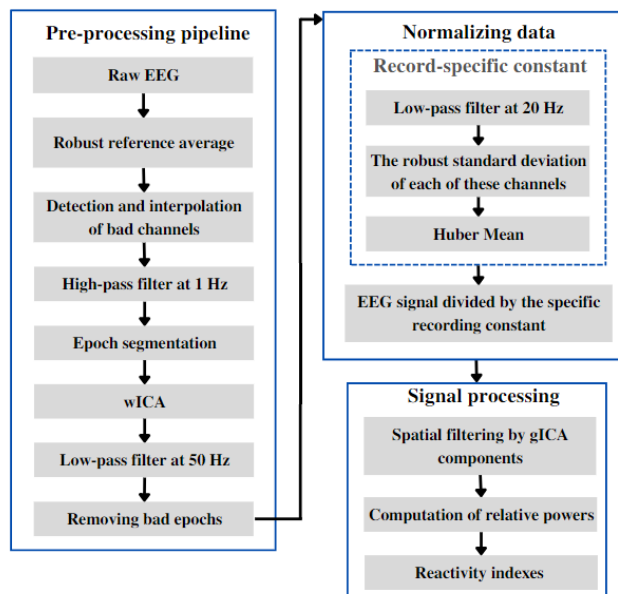 Pre-processing pipeline
Raw EEG
Robust reference average
Detection and interpolation
of bad channels
High-pass filter at 1 Hz
Epoch segmentation
wICA
Low-pass filter at 50 Hz
Removing bad epochs
Normalizing data
Record-specific constant
Low-pass filter at 20 Hz
The robust standard deviation
of each of these channels
Huber Mean
EEG signal divided by the specific
recording constant
Signal processing
Spatial filtering by gICA
components
Computation of relative powers
Reactivity indexes